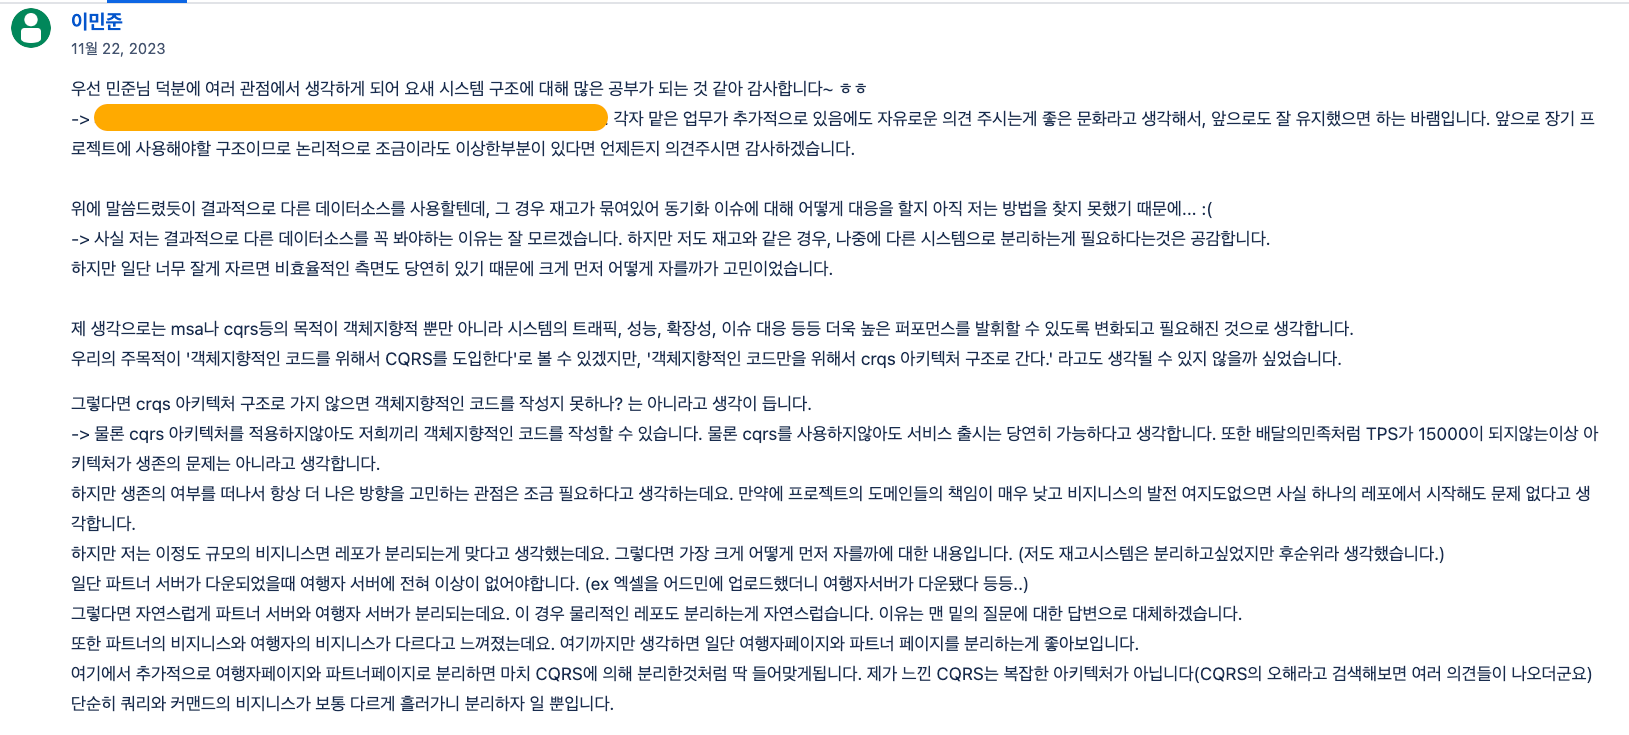 이민준
11월 22, 2023
우선 민준님 덕분에 여러 관점에서 생각하게 되어 요새 시스템 구조에 대해 많은 공부가 되는 것 같아 감사합니다~ ㅎㅎ
-> 각자 맡은 업무가 추가적으로 있음에도 자유로운 의견 주시는게 좋은 문화라고 생각해서, 앞으로도 잘 유지했으면 하는 바램입니다. 앞으로 장기 프
로젝트에 사용해야할 구조이므로 논리적으로 조금이라도 이상한부분이 있다면 언제든지 의견주시면 감사하겠습니다.
위에 말씀드렸듯이 결과적으로 다른 데이터소스를 사용할텐데, 그 경우 재고가 묶여있어 동기화 이슈에 대해 어떻게 대응을 할지 아직 저는 방법을 찾지 못했기 때문에... :(
-> 사실 저는 결과적으로 다른 데이터소스를 꼭 봐야하는 이유는 잘 모르겠습니다. 하지만 저도 재고와 같은 경우, 나중에 다른 시스템으로 분리하는게 필요하다는것은 공감합니다.
하지만 일단 너무 잘게 자르면 비효율적인 측면도 당연히 있기 때문에 크게 먼저 어떻게 자를까가 고민이었습니다.
제 생각으로는 msa나 cqrs등의 목적이 객체지향적 뿐만 아니라 시스템의 트래픽, 성능, 확장성, 이슈 대응 등등 더욱 높은 퍼포먼스를 발휘할 수 있도록 변화되고 필요해진 것으로 생각합니다.
우리의 주목적이 '객체지향적인 코드를 위해서 CQRS를 도입한다'로 볼 수 있겠지만, '객체지향적인 코드만을 위해서 crqs 아키텍처 구조로 간다.' 라고도 생각될 수 있지 않을까 싶었습니다.
그렇다면 crqs 아키텍처 구조로 가지 않으면 객체지향적인 코드를 작성지 못하나? 는 아니라고 생각이 듭니다.
-> 물론 cqrs 아키텍처를 적용하지않아도 저희끼리 객체지향적인 코드를 작성할 수 있습니다. 물론 cqrs를 사용하지않아도 서비스 출시는 당연히 가능하다고 생각합니다. 또한 배달의민족처럼 TPS가 15000이 되지않는이상 아
키텍처가 생존의 문제는 아니라고 생각합니다.
하지만 생존의 여부를 떠나서 항상 더 나은 방향을 고민하는 관점은 조금 필요하다고 생각하는데요. 만약에 프로젝트의 도메인들의 책임이 매우 낮고 비지니스의 발전 여지도없으면 사실 하나의 레포에서 시작해도 문제 없다고 생
각합니다.
하지만 저는 이정도 규모의 비지니스면 레포가 분리되는게 맞다고 생각했는데요. 그렇다면 가장 크게 어떻게 먼저 자를까에 대한 내용입니다. (저도 재고시스템은 분리하고싶었지만 후순위라 생각했습니다.)
일단 파트너 서버가 다운되었을때 여행자 서버에 전혀 이상이 없어야합니다. (ex 엑셀을 어드민에 업로드했더니 여행자서버가 다운됐다 등등..)
그렇다면 자연스럽게 파트너 서버와 여행자 서버가 분리되는데요. 이 경우 물리적인 레포도 분리하는게 자연스럽습니다. 이유는 맨 밑의 질문에 대한 답변으로 대체하겠습니다.
또한 파트너의 비지니스와 여행자의 비지니스가 다르다고 느껴졌는데요. 여기까지만 생각하면 일단 여행자페이지와 파트너 페이지를 분리하는게 좋아보입니다.
여기에서 추가적으로 여행자페이지와 파트너페이지로 분리하면 마치 CQRS에 의해 분리한것처럼 딱 들어맞게됩니다. 제가 느낀 CQRS는 복잡한 아키텍처가 아닙니다(CQRS의 오해라고 검색해보면 여러 의견들이 나오더군요)
단순히 쿼리와 커맨드의 비지니스가 보통 다르게 흘러가니 분리하자 일 뿐입니다.